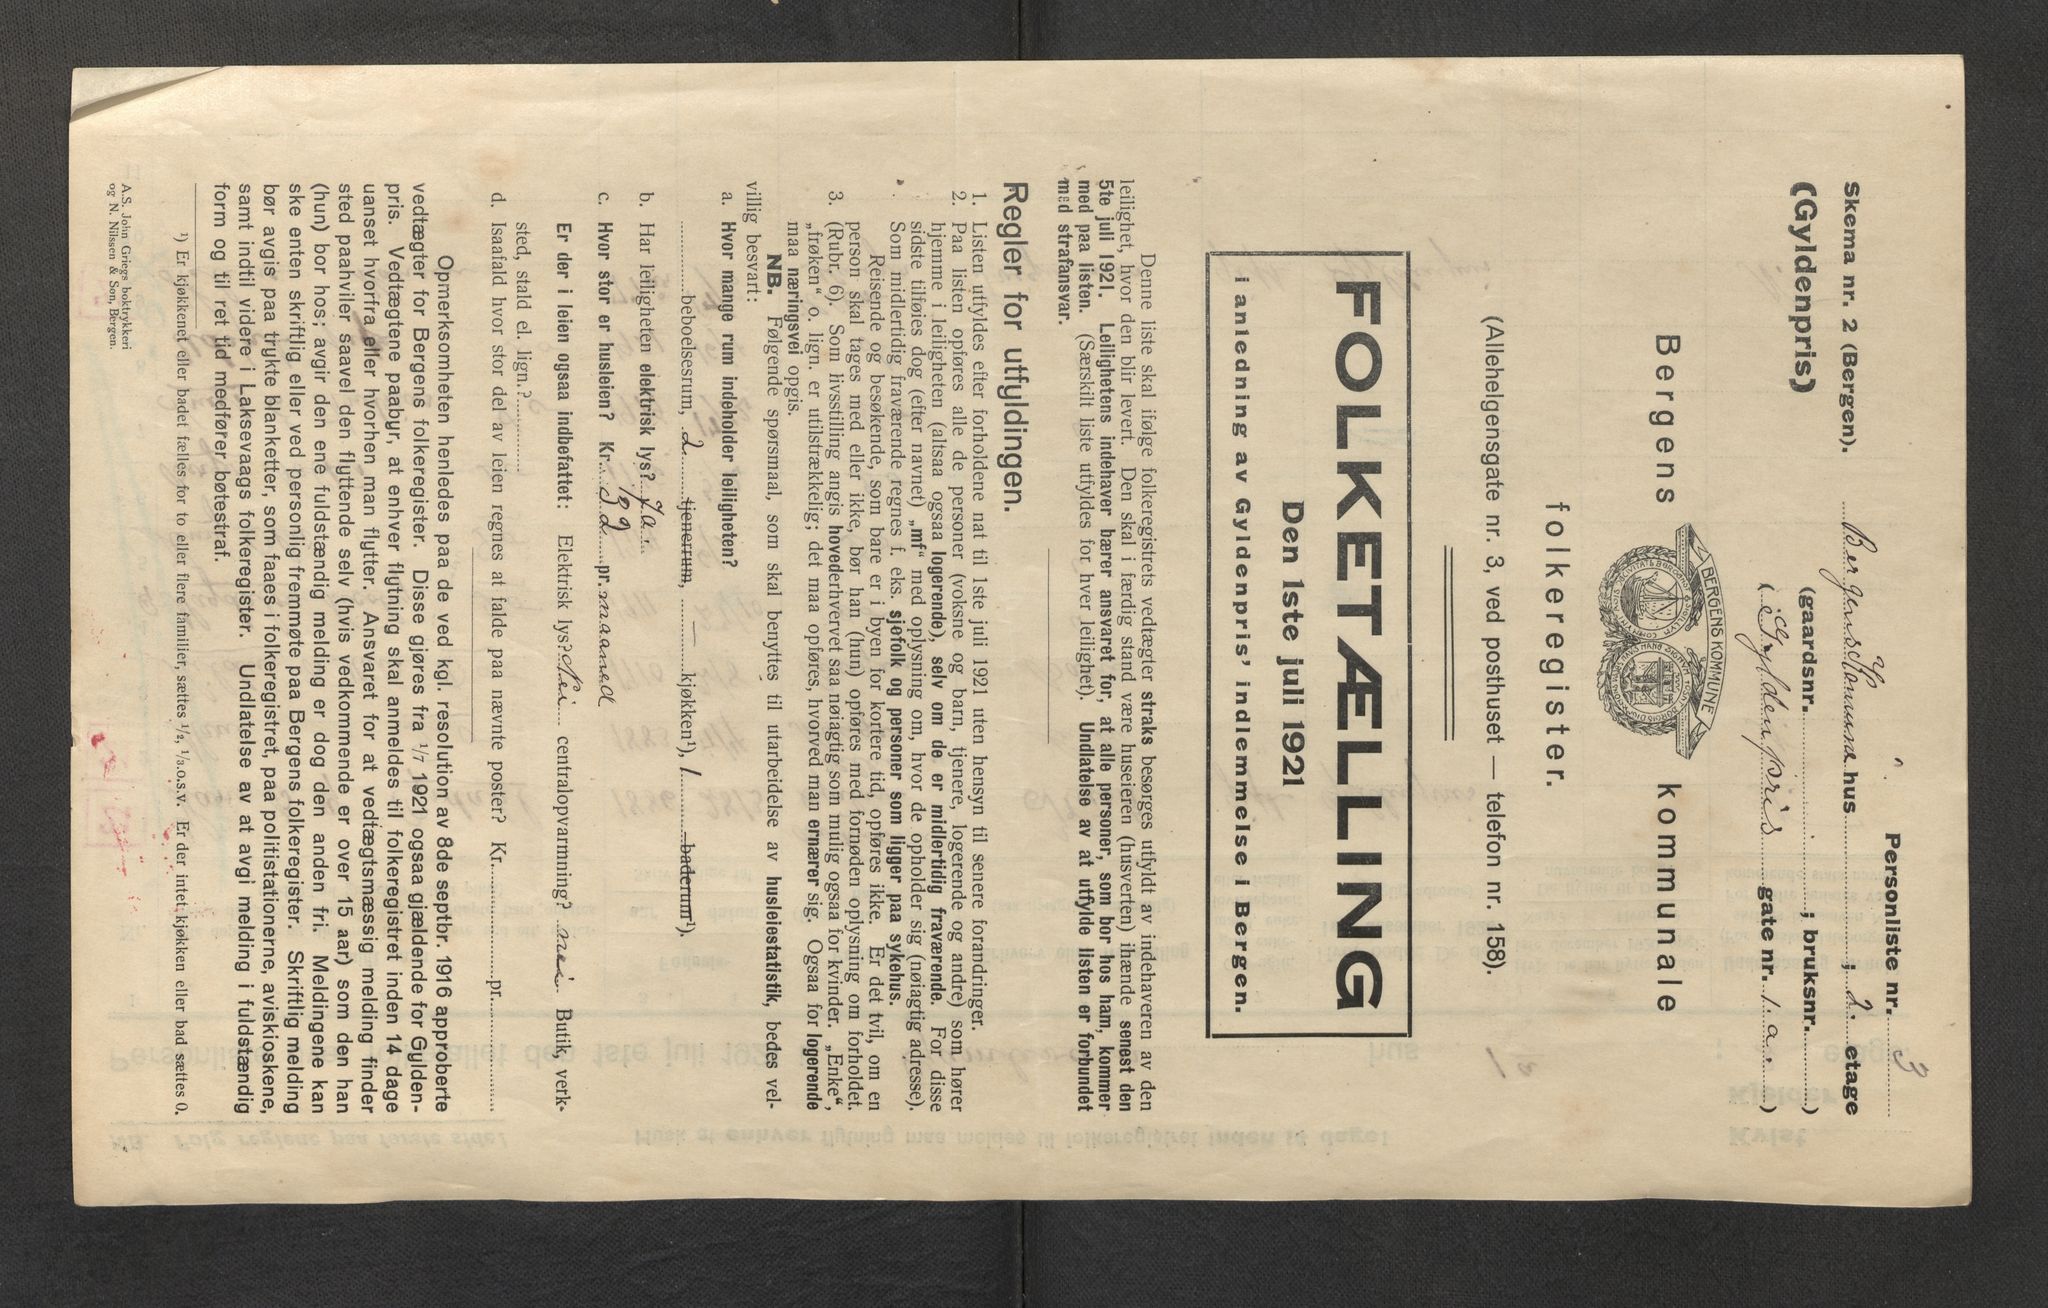 Skema nr. 2 (Bergen).
(Gyldenpris)
Personliste nr. 3
Bergens Komune hus ; 2. etage
(gaardsnr. ; bruksnr. )
( Gyldenpris gate nr. 1. a. )
BERGENS KOMMUNE
Bergens kommunale
folkeregister.
(Allehelgensgate nr. 3, ved posthuset — telefon nr. 158).
FOLKETÆLLING
i anledning av Gyldenpris' indlemmelse i Bergen.
Den 1ste juli 1921
Denne liste skal ifølge folkeregistrets vedtægter straks besørges utfyldt av indehaveren av den
leilighet, hvor den blir levert. Den skal i færdig stand være huseieren (husverten) ihænde senest den
5te juli 1921. Leilighetens indehaver bærer ansvaret for, at alle personer, som bor hos ham, kommer
med paa listen. (Særskilt liste utfyldes for hver leilighet). Undlatelse av at utfylde listen er forbundet
med strafansvar.
Regler for utfyldingen.
1. Listen utfyldes efter forholdene nat til 1ste juli 1921 uten hensyn til senere forandringer.
2. Paa listen opføres alle de personer (voksne og barn, tjenere, logerende og andre) som hører
hjemme i leiligheten (altsaa ogsaa logerende), selv om de er midlertidig fraværende. For disse
sidste tilføies dog (efter navnet) „mf“ med oplysning om, hvor de opholder sig (nøiagtig adresse).
Som midlertidig fraværende regnes f. eks. sjøfolk og personer som ligger paa sykehus.
Reisende og besøkende, som bare er i byen for kortere tid, opføres ikke. Er det tvil, om en
person skal tages med eller ikke, bør han (hun) opføres med fornøden oplysning om forholdet.
3. (Rubr. 6). Som livsstilling angis hovederhvervet saa nøiagtig som mulig ogsaa for kvinder. „Enke“,
„frøken“ o. lign. er utilstrækkelig; det maa opføres, hvorved man ernærer sig. Ogsaa for logerende
maa næringsvei opgis.
NB. Følgende spørsmaal, som skal benyttes til utarbeidelse av husleiestatistik, bedes vel-
villig besvart:
a. Hvor mange rum indeholder leiligheten?
beboelsesrum, 2 tjenerrum, — kjøkken¹), 1 baderum¹).
b. Har leiligheten elektrisk lys? Ja.
c. Hvor stor er husleien? Kr. 32 pr. maaned
Er der i leien ogsaa indbefattet: Elektrisk lys? Nei centralopvarmning? nei. Butik, verk-
sted, stald el. lign.?
d. Isaafald hvor stor del av leien regnes at falde paa nævnte poster? Kr. pr.
Opmerksomheten henledes paa de ved kgl. resolution av 8de septbr. 1916 approberte
vedtægter for Bergens folkeregister. Disse gjøres fra ¹/₇ 1921 ogsaa gjældende for Gylden-
pris. Vedtægtene paabyr, at enhver flytning skal anmeldes til folkeregistret inden 14 dage
uanset hvorfra eller hvorhen man flytter. Ansvaret for at vedtægtsmæssig melding finder
sted paahviler saavel den flyttende selv (hvis vedkommende er over 15 aar) som den han
(hun) bor hos; avgir den ene fuldstændig melding er dog den anden fri. Meldingene kan
ske enten skriftlig eller ved personlig fremmøte paa Bergens folkeregister. Skriftlig melding
bør avgis paa trykte blanketter, som faaes i folkeregistret, paa politistationerne, aviskioskene,
samt indtil videre i Laksevaags folkeregister. Undlatelse av at avgi melding i fuldstændig
form og til ret tid medfører bøtestraf.
¹) Er kjøkkenet eller badet fælles for to eller flere familier, sættes ¹/₂, ¹/₃ o. s. v. Er der intet kjøkken eller bad sættes 0.
A.S. John Griegs boktrykkeri
og N. Nilssen & Søn, Bergen.